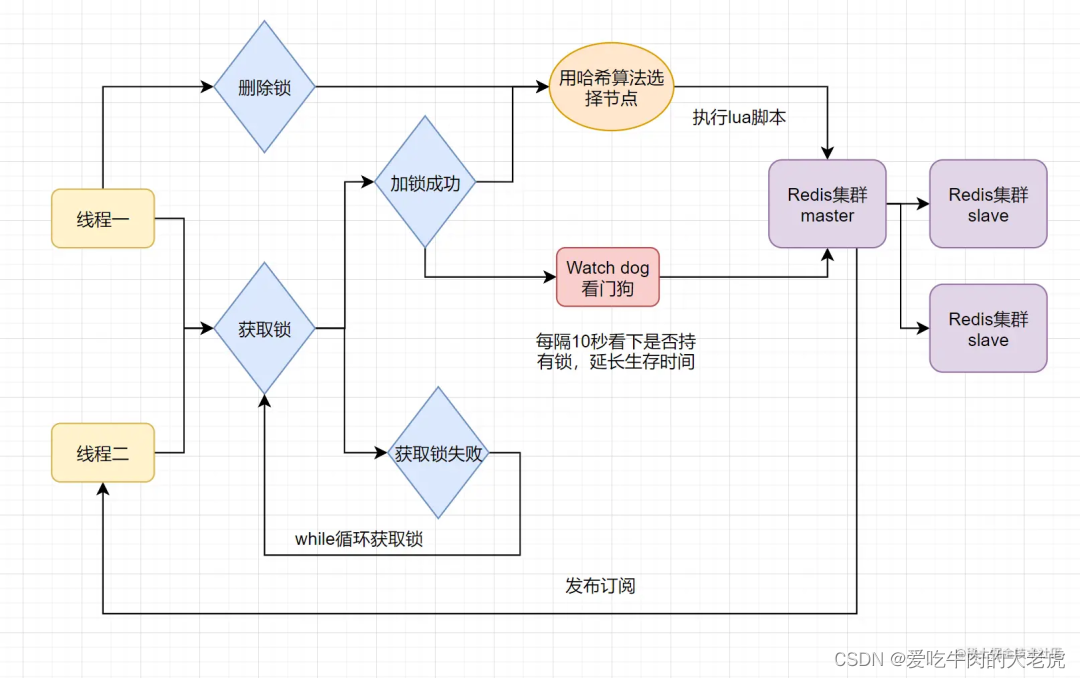 删除锁
用哈希算法选
择节点
执行lua脚本
加锁成功
线程一
Redis集群
master
Redis集群
slave
Watch dog
看门狗
获取锁
每隔10秒看下是否持
有锁，延长生存时间
Redis集群
slave
线程二
获取锁失败
while循环获取锁
发布订阅
CSDN @爱吃牛肉的大老虎